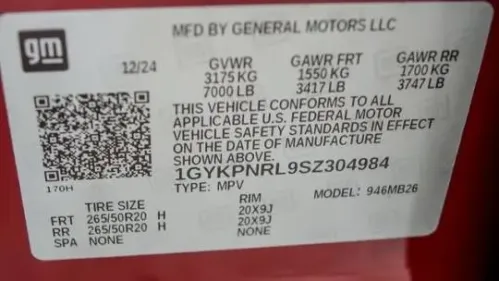 gm
MFD BY GENERAL MOTORS LLC
12/24 GVWR GAWR FRT GAWR RR
3175 KG 1550 KG 1700 KG
7000 LB 3417 LB 3747 LB
THIS VEHICLE CONFORMS TO ALL
APPLICABLE U.S. FEDERAL MOTOR
VEHICLE SAFETY STANDARDS IN EFFECT
ON THE DATE OF MANUFACTURE
SHOWN ABOVE.
170H
1GYKPNRL9SZ304984
TYPE: MPV MODEL: 946MB26
TIRE SIZE RIM
FRT 265/50R20 H 20X9J
RR 265/50R20 H 20X9J
SPA NONE NONE